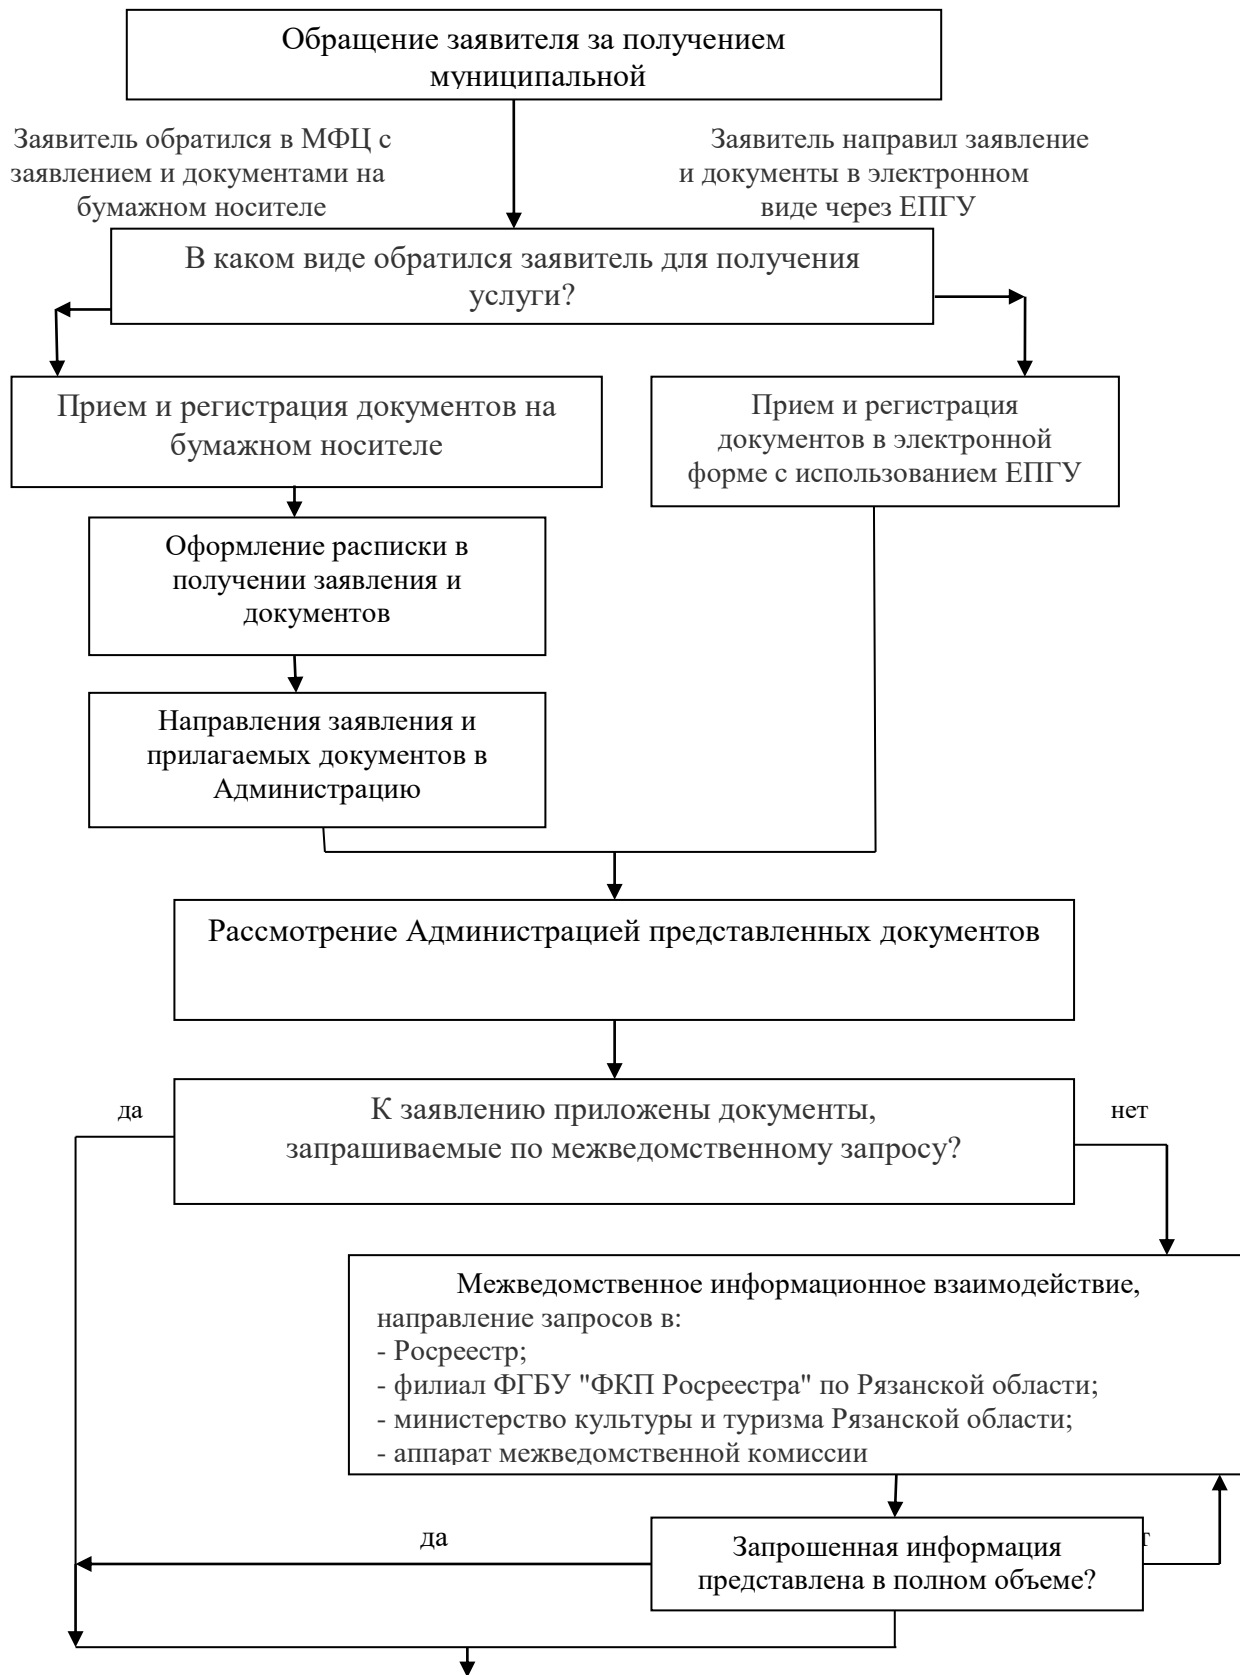 Обращение заявителя за получением
муниципальной
Заявитель обратился в МФЦ с
заявлением и документами на
бумажном носителе
Заявитель направил заявление
и документы в электронном
виде через ЕПГУ
В каком виде обратился заявитель для получения
услуги?
Прием и регистрация документов на
бумажном носителе
Прием и регистрация
документов в электронной
форме с использованием ЕПГУ
Оформление расписки в
получении заявления и
документов
Направления заявления и
прилагаемых документов в
Администрацию
Рассмотрение Администрацией представленных документов
да
К заявлению приложены документы,
запрашиваемые по межведомственному запросу?
нет
Межведомственное информационное взаимодействие,
направление запросов в:
- Росреестр;
- филиал ФГБУ "ФКП Росреестра" по Рязанской области;
- министерство культуры и туризма Рязанской области;
- аппарат межведомственной комиссии
да
Запрошенная информация
представлена в полном объеме?